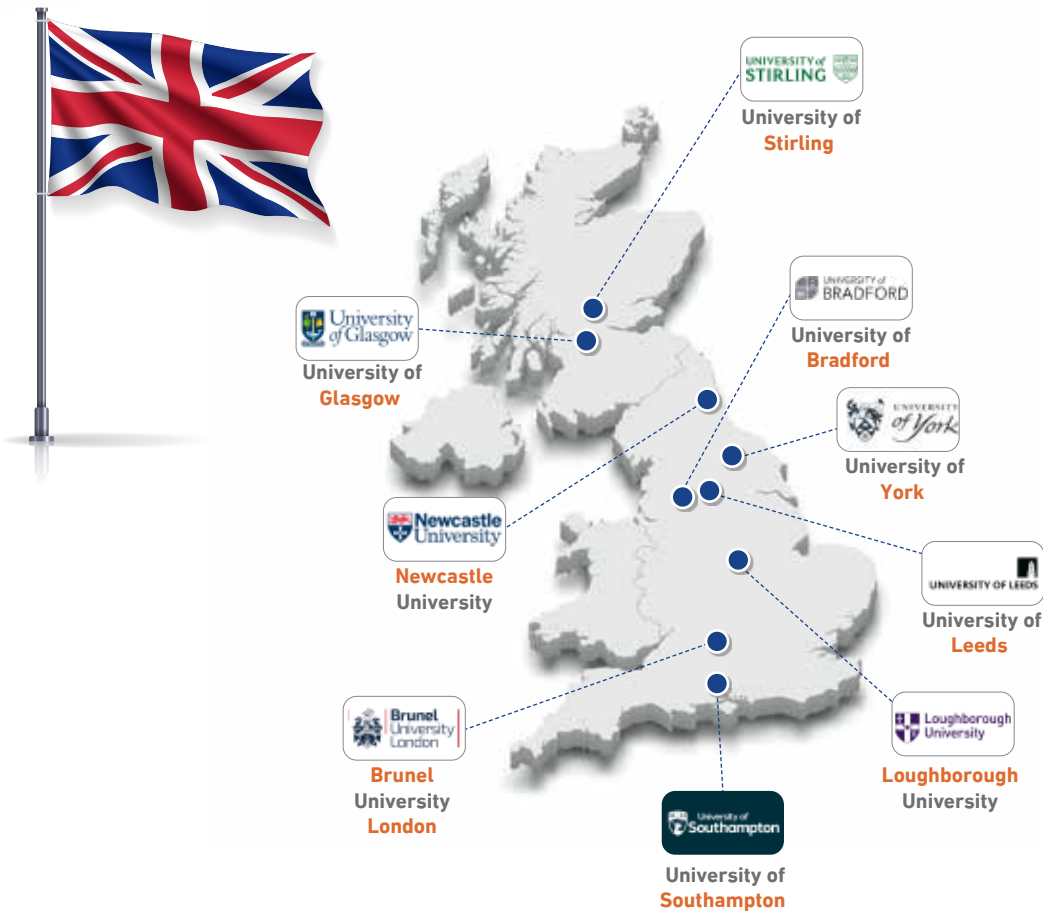 UNIVERSITY of
STIRLING
University of
Stirling
UNIVERSITY of
BRADFORD
University of
Bradford
University
of Glasgow
University of
Glasgow
UNIVERSITY
of York
University of
York
Newcastle
University
Newcastle
University
UNIVERSITY OF LEEDS
University of
Leeds
Brunel
University
London
Brunel
University
London
Loughborough
University
Loughborough
University
University of
Southampton
University of
Southampton